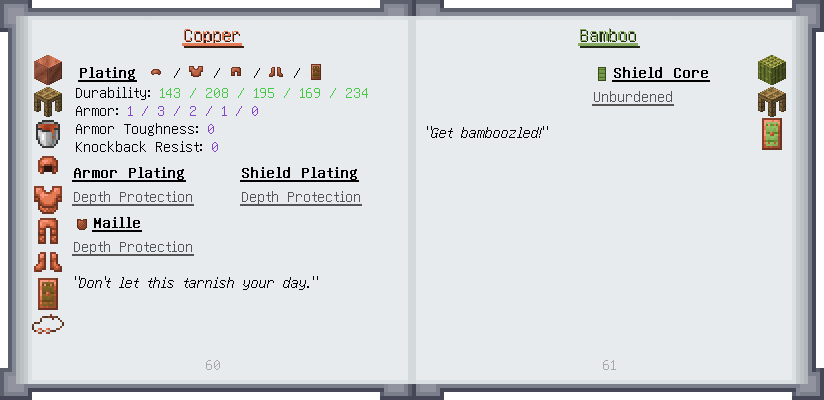 Copper
Plating / / / /
Durability: 143 / 208 / 195 / 169 / 234
Armor: 1 / 3 / 2 / 1 / 0
Armor Toughness: 0
Knockback Resist: 0
Armor Plating Shield Plating
Depth Protection Depth Protection
Maille
Depth Protection
"Don't let this tarnish your day."
60
Bamboo
Shield Core
Unburdened
"Get bamboozled!"
61